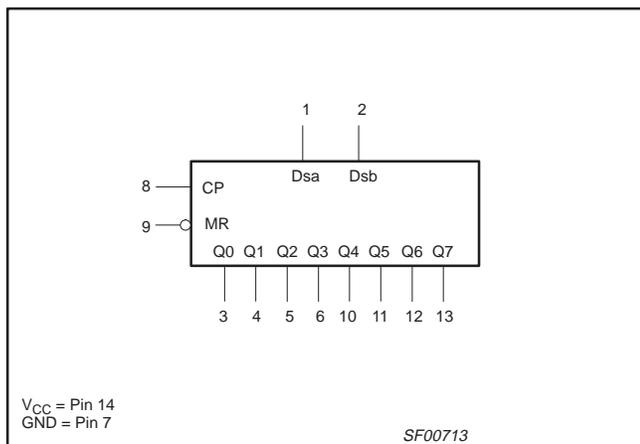 1 2
Dsa Dsb
8 CP
9 MR
Q0 Q1 Q2 Q3 Q4 Q5 Q6 Q7
3 4 5 6 10 11 12 13
VCC = Pin 14
GND = Pin 7
SF00713